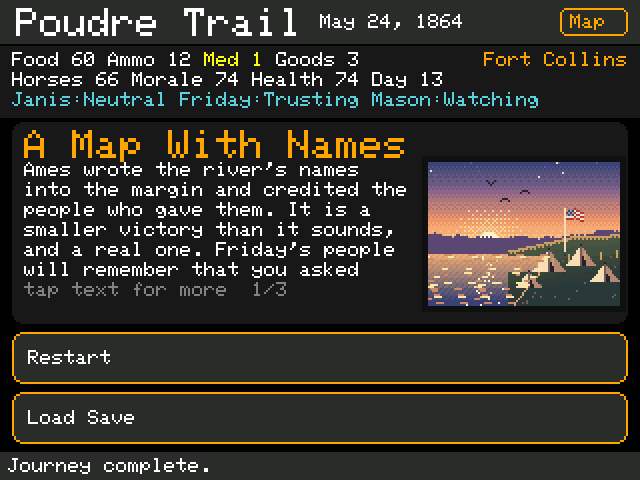 Poudre Trail May 24, 1864 Map
Food 60 Ammo 12 Med 1 Goods 3 Fort Collins
Horses 66 Morale 74 Health 74 Day 13
Janis:Neutral Friday:Trusting Mason:Watching
A Map With Names
Ames wrote the river's names
into the margin and credited the
people who gave them. It is a
smaller victory than it sounds,
and a real one. Friday's people
will remember that you asked
tap text for more 1/3
Restart
Load Save
Journey complete.